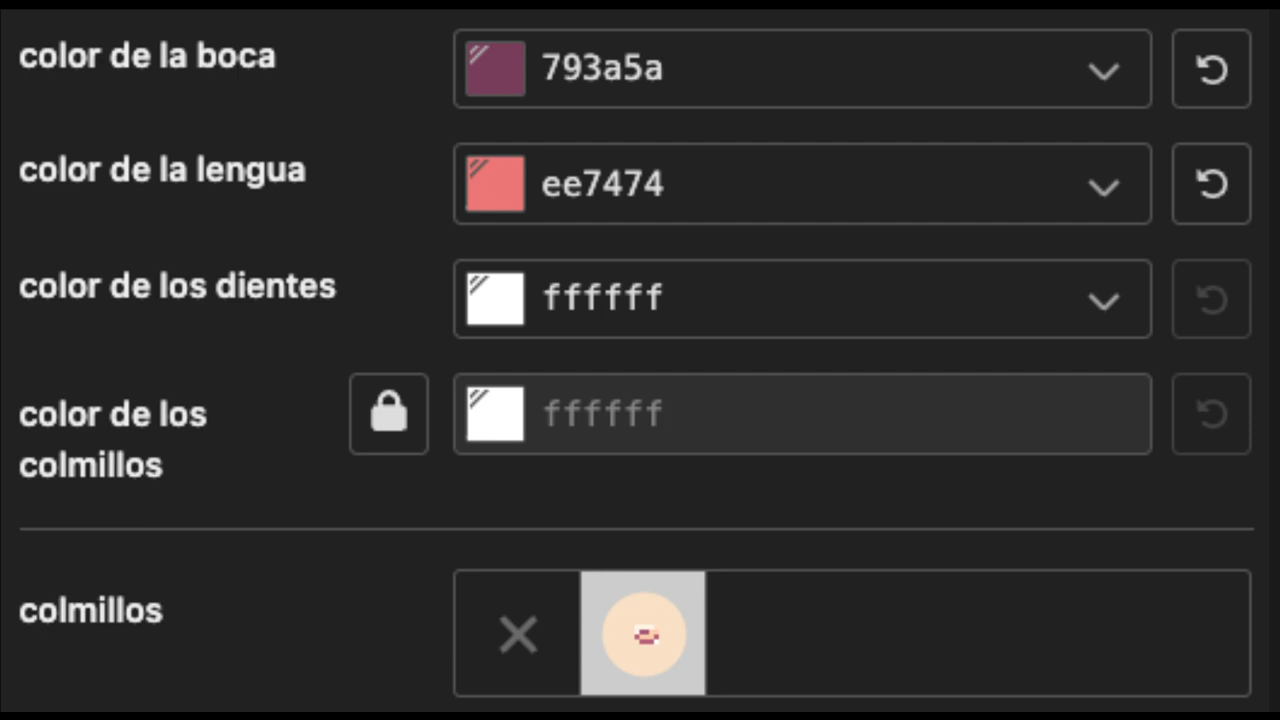 color de la boca
793a5a
color de la lengua
ee7474
color de los dientes
ffffff
color de los
colmillos
ffffff
colmillos